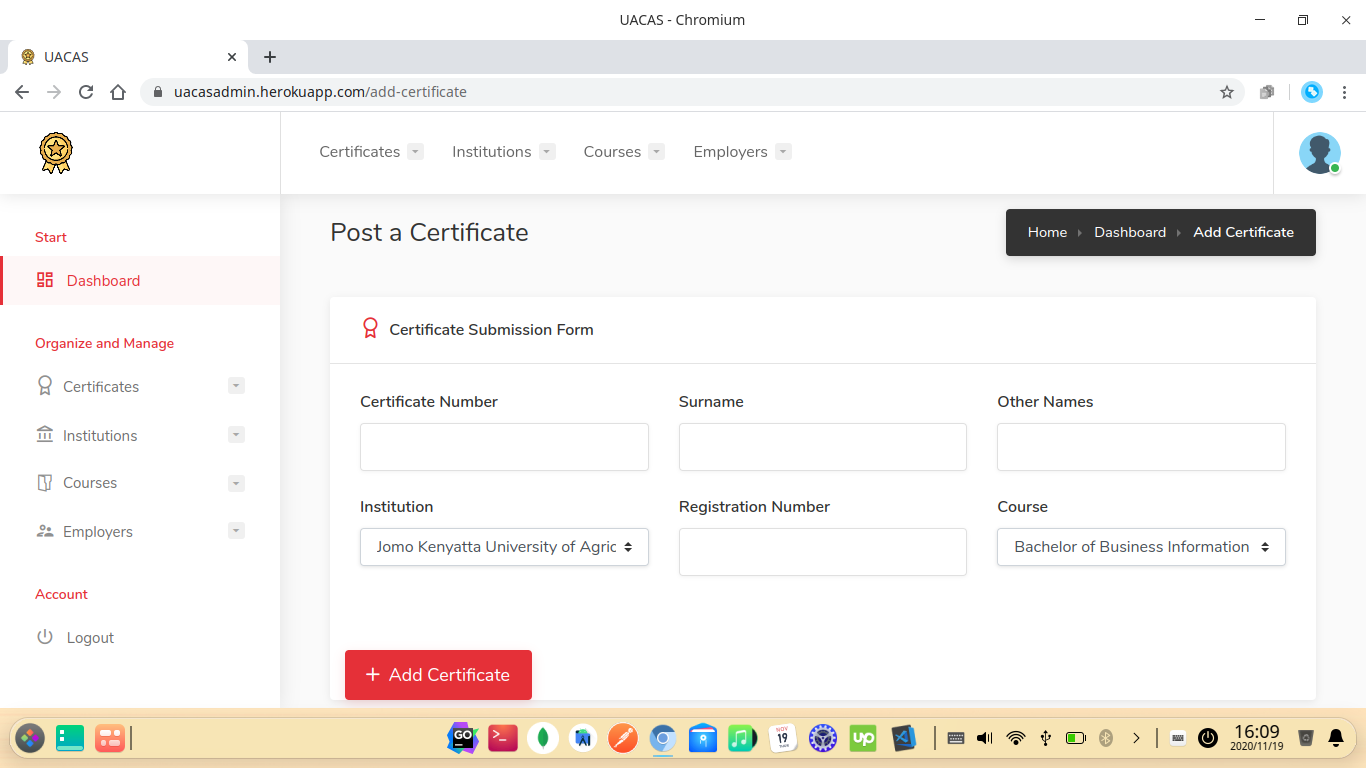 UACAS - Chromium
UACAS
uacasadmin.herokuapp.com/add-certificate
Certificates
Institutions
Courses
Employers
Start
Dashboard
Organize and Manage
Certificates
Institutions
Courses
Employers
Account
Logout
Post a Certificate
Home
Dashboard
Add Certificate
Certificate Submission Form
Certificate Number
Surname
Other Names
Institution
Registration Number
Course
Jomo Kenyatta University of Agric
Bachelor of Business Information
+ Add Certificate
GO
>_
NOV
19
THUR
up
16:09
2020/11/19